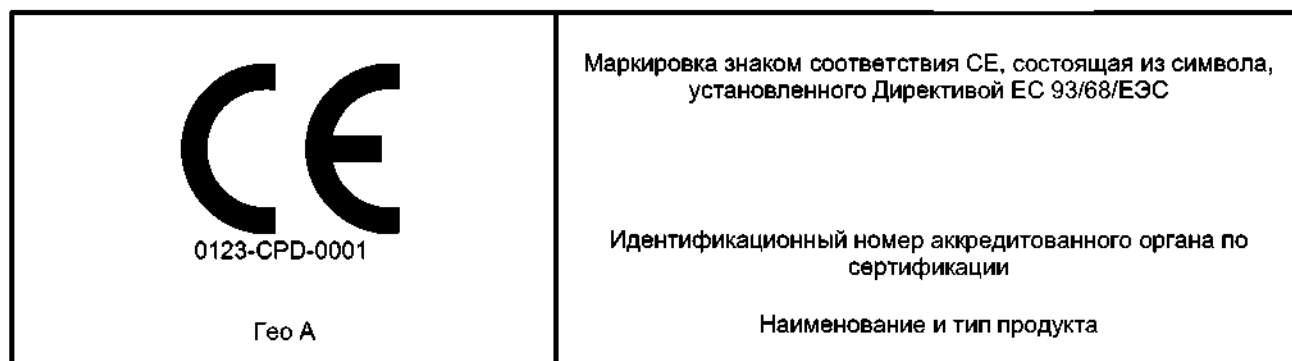 CE
0123-CPD-0001
Гео А
Маркировка знаком соответствия СЕ, состоящая из символа,
установленного Директивой ЕС 93/68/ЕЭС
Идентификационный номер аккредитованного органа по
сертификации
Наименование и тип продукта